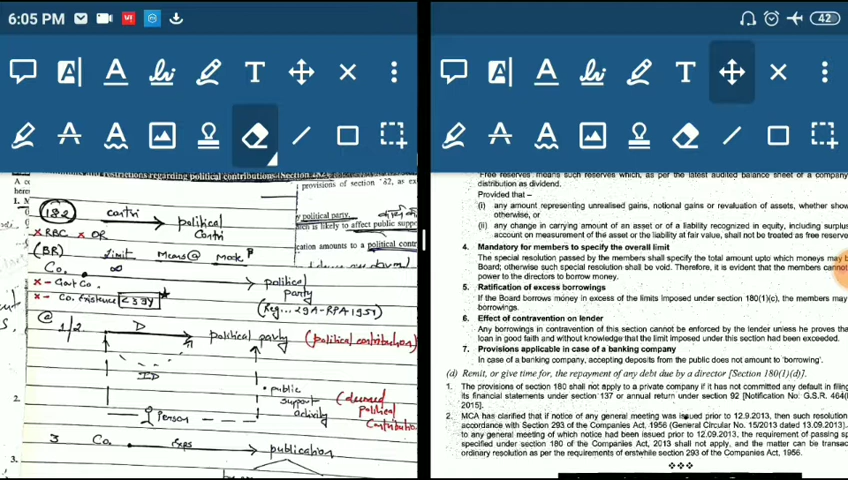 6:05 PM
42
and restrictions regarding political contributions (Section 182)
provisions of section 182, as ex
182 contri political Contri
political party.
is likely to affect public suppo
cation amounts to a political contr
XRBC X OR
(BR) Limit Means@ Mode P
Co. ∞ political party
X - Govt Co.
X - Co. Existence < 3 yr
(Reg... 29A-RPA 1951)
@ 1/2 D political party (political contribution)
ID
2.
Person
public support activity
(deemed Political Contributio
3 Co. Exps publication
3.
Free reserves means such reserves which, as per the latest audited balance sheet of a company
distribution as dividend.
Provided that –
(i) any amount representing unrealised gains, notional gains or revaluation of assets, whether show
otherwise, or
(ii) any change in carrying amount of an asset or of a liability recognized in equity, including surplus
account on measurement of the asset or the liability at fair value, shall not be treated as free reserve
4. Mandatory for members to specify the overall limit
The special resolution passed by the members shall specify the total amount upto which moneys may b
Board; otherwise such special resolution shall be void. Therefore, it is evident that the members cannot
power to the directors to borrow money.
5. Ratification of excess borrowings
If the Board borrows money in excess of the limits imposed under section 180(1)(c), the members may
borrowings.
6. Effect of contravention on lender
Any borrowings in contravention of this section cannot be enforced by the lender unless he proves tha
loan in good faith and without knowledge that the limit imposed under this section had been exceeded.
7. Provisions applicable in case of a banking company
In case of a banking company, accepting deposits from the public does not amount to 'borrowing'.
(d) Remit, or give time for, the repayment of any debt due by a director [Section 180(1)(d)].
1. The provisions of section 180 shall not apply to a private company if it has not committed any default in filing
its financial statements under section 137 or annual return under section 92 [Notification No. G.S.R. 464(
2015].
2. MCA has clarified that if notice of any general meeting was issued prior to 12.9.2013, then such resolution
accordance with Section 293 of the Companies Act, 1956 (General Circular No. 15/2013 dated 13.09.2013).
to any general meeting of which notice had been issued prior to 12.09.2013, the requirement of passing sp
specified under section 180 of the Companies Act, 2013 shall not apply, and the matter can be transac
ordinary resolution as per the requirements of erstwhile section 293 of the Companies Act, 1956.